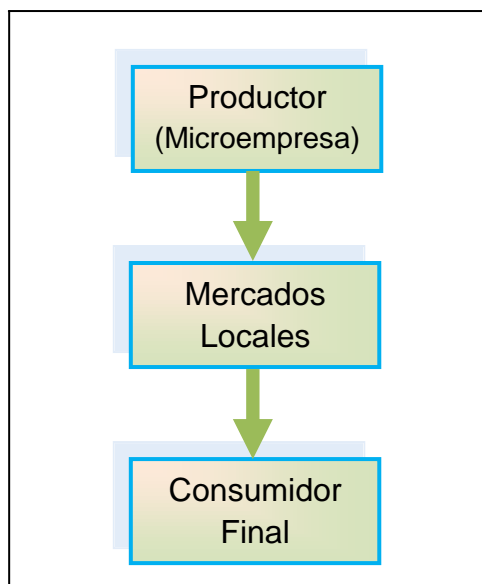 Productor
(Microempresa)
Mercados
Locales
Consumidor
Final